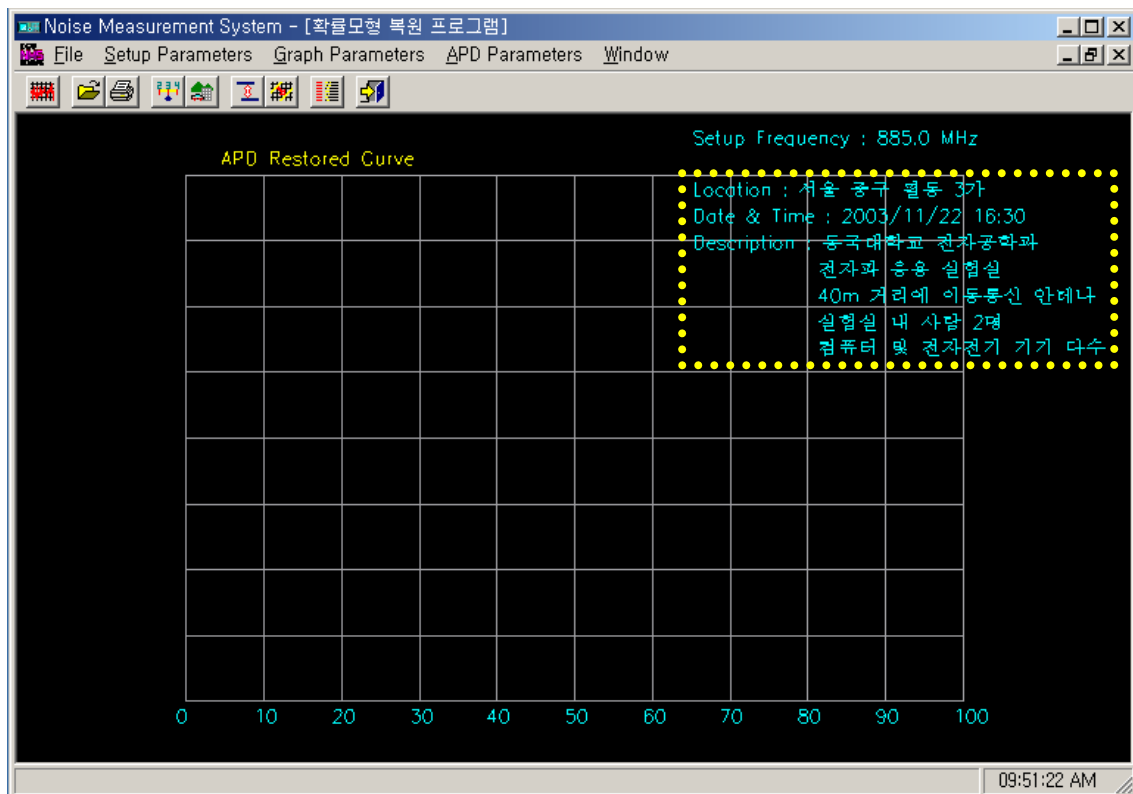 Noise Measurement System - [확률모형 복원 프로그램]
File Setup Parameters Graph Parameters APD Parameters Window
Setup Frequency : 885.0 MHz
APD Restored Curve
Location : 서울 중구 필동 3가
Date & Time : 2003/11/22 16:30
Description : 동국대학교 전자공학과
전자파 응용 실험실
40m 거리에 이동통신 안테나
실험실 내 사람 2명
컴퓨터 및 전자전기 기기 다수
0 10 20 30 40 50 60 70 80 90 100
09:51:22 AM